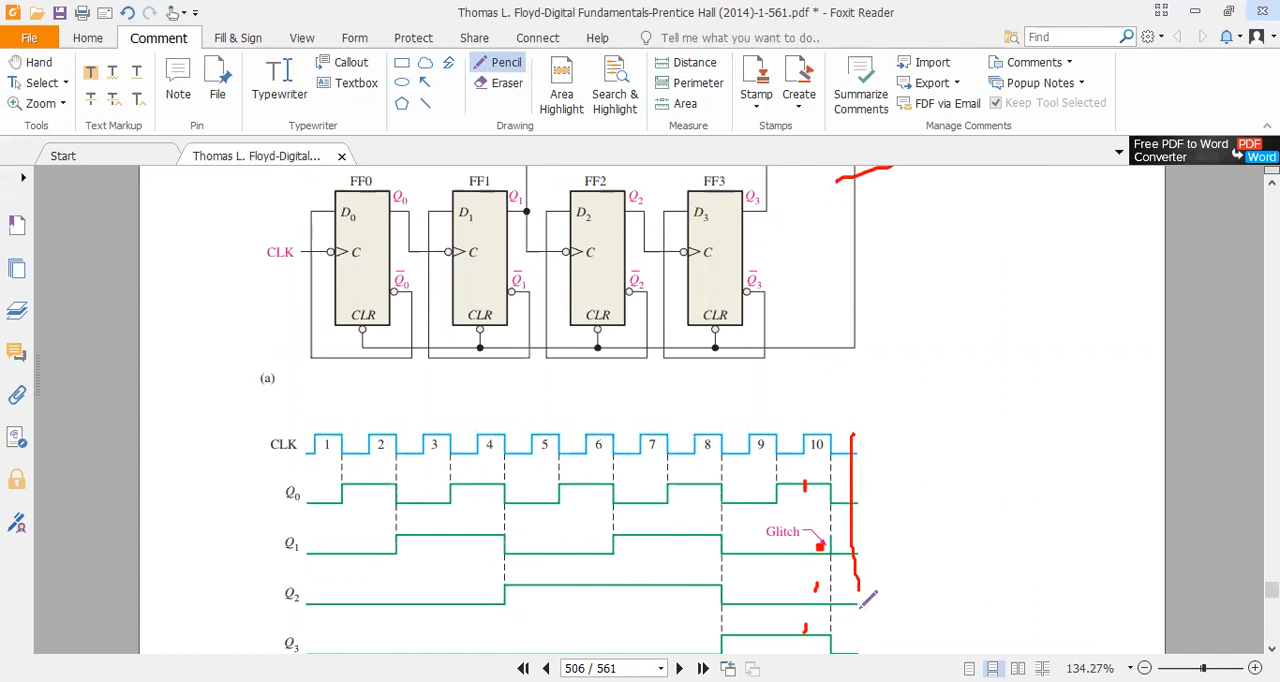 Thomas L. Floyd-Digital Fundamentals-Prentice Hall (2014)-1-561.pdf * - Foxit Reader
File Home Comment Fill & Sign View Form Protect Share Connect Help Tell me what you want to do.. Find
Hand
Select
Zoom
Tools
T T T
T T T
Text Markup
Note
File
Pin
Typewriter
Callout
Textbox
Typewriter
Pencil
Eraser
Area Highlight
Search & Highlight
Drawing
Distance
Perimeter
Area
Measure
Stamp
Create
Stamps
Summarize Comments
Import
Export
FDF via Email
Comments
Popup Notes
Keep Tool Selected
Manage Comments
Start Thomas L. Floyd-Digital... Free PDF to Word Converter PDF Word
FF0 FF1 FF2 FF3
D0 Q0 D1 Q1 D2 Q2 D3 Q3
CLK C C C C
Q̅0 Q̅1 Q̅2 Q̅3
CLR CLR CLR CLR
(a)
CLK 1 2 3 4 5 6 7 8 9 10
Q0
Glitch
Q1
Q2
Q3
506 / 561 134.27%